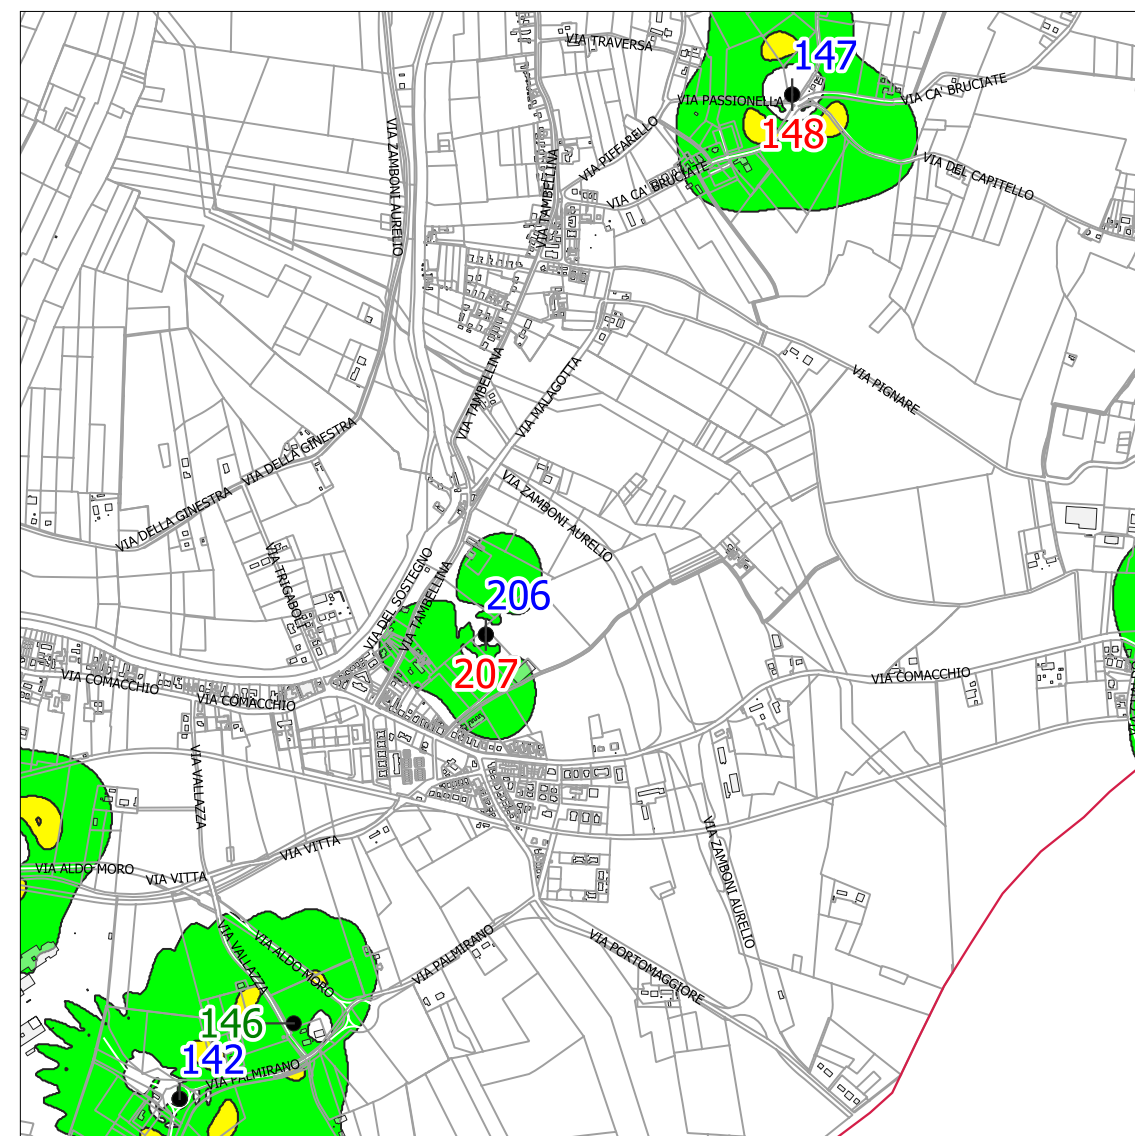 VIA TRAVERSA
147
VIA CA' BRUCIATE
VIA PASSIONELLA
148
VIA ZAMBONI AURELIO
VIA PIFFARELLO
VIA TAMBELLINA
VIA CA' BRUCIATE
VIA DEL CAPITELLO
VIA TAMBELLINA
VIA MALAGOTTA
VIA PIGNARE
VIA DELLA GINESTRA
VIA DELLA GINESTRA
VIA ZAMBONI AURELIO
VIA TRIGABOLI
VIA DEL SOSTEGNO
VIA TAMBELLINA
206
207
VIA COMACCHIO
VIA COMACCHIO
VIA COMACCHIO
VIA VALLAZZA
VIA VITTA
VIA ALDO MORO
VIA VITTA
VIA ZAMBONI AURELIO
VIA VALLAZZA
VIA ALDO MORO
VIA PALMIRANO
VIA PORTOMAGGIORE
146
142
VIA PALMIRANO